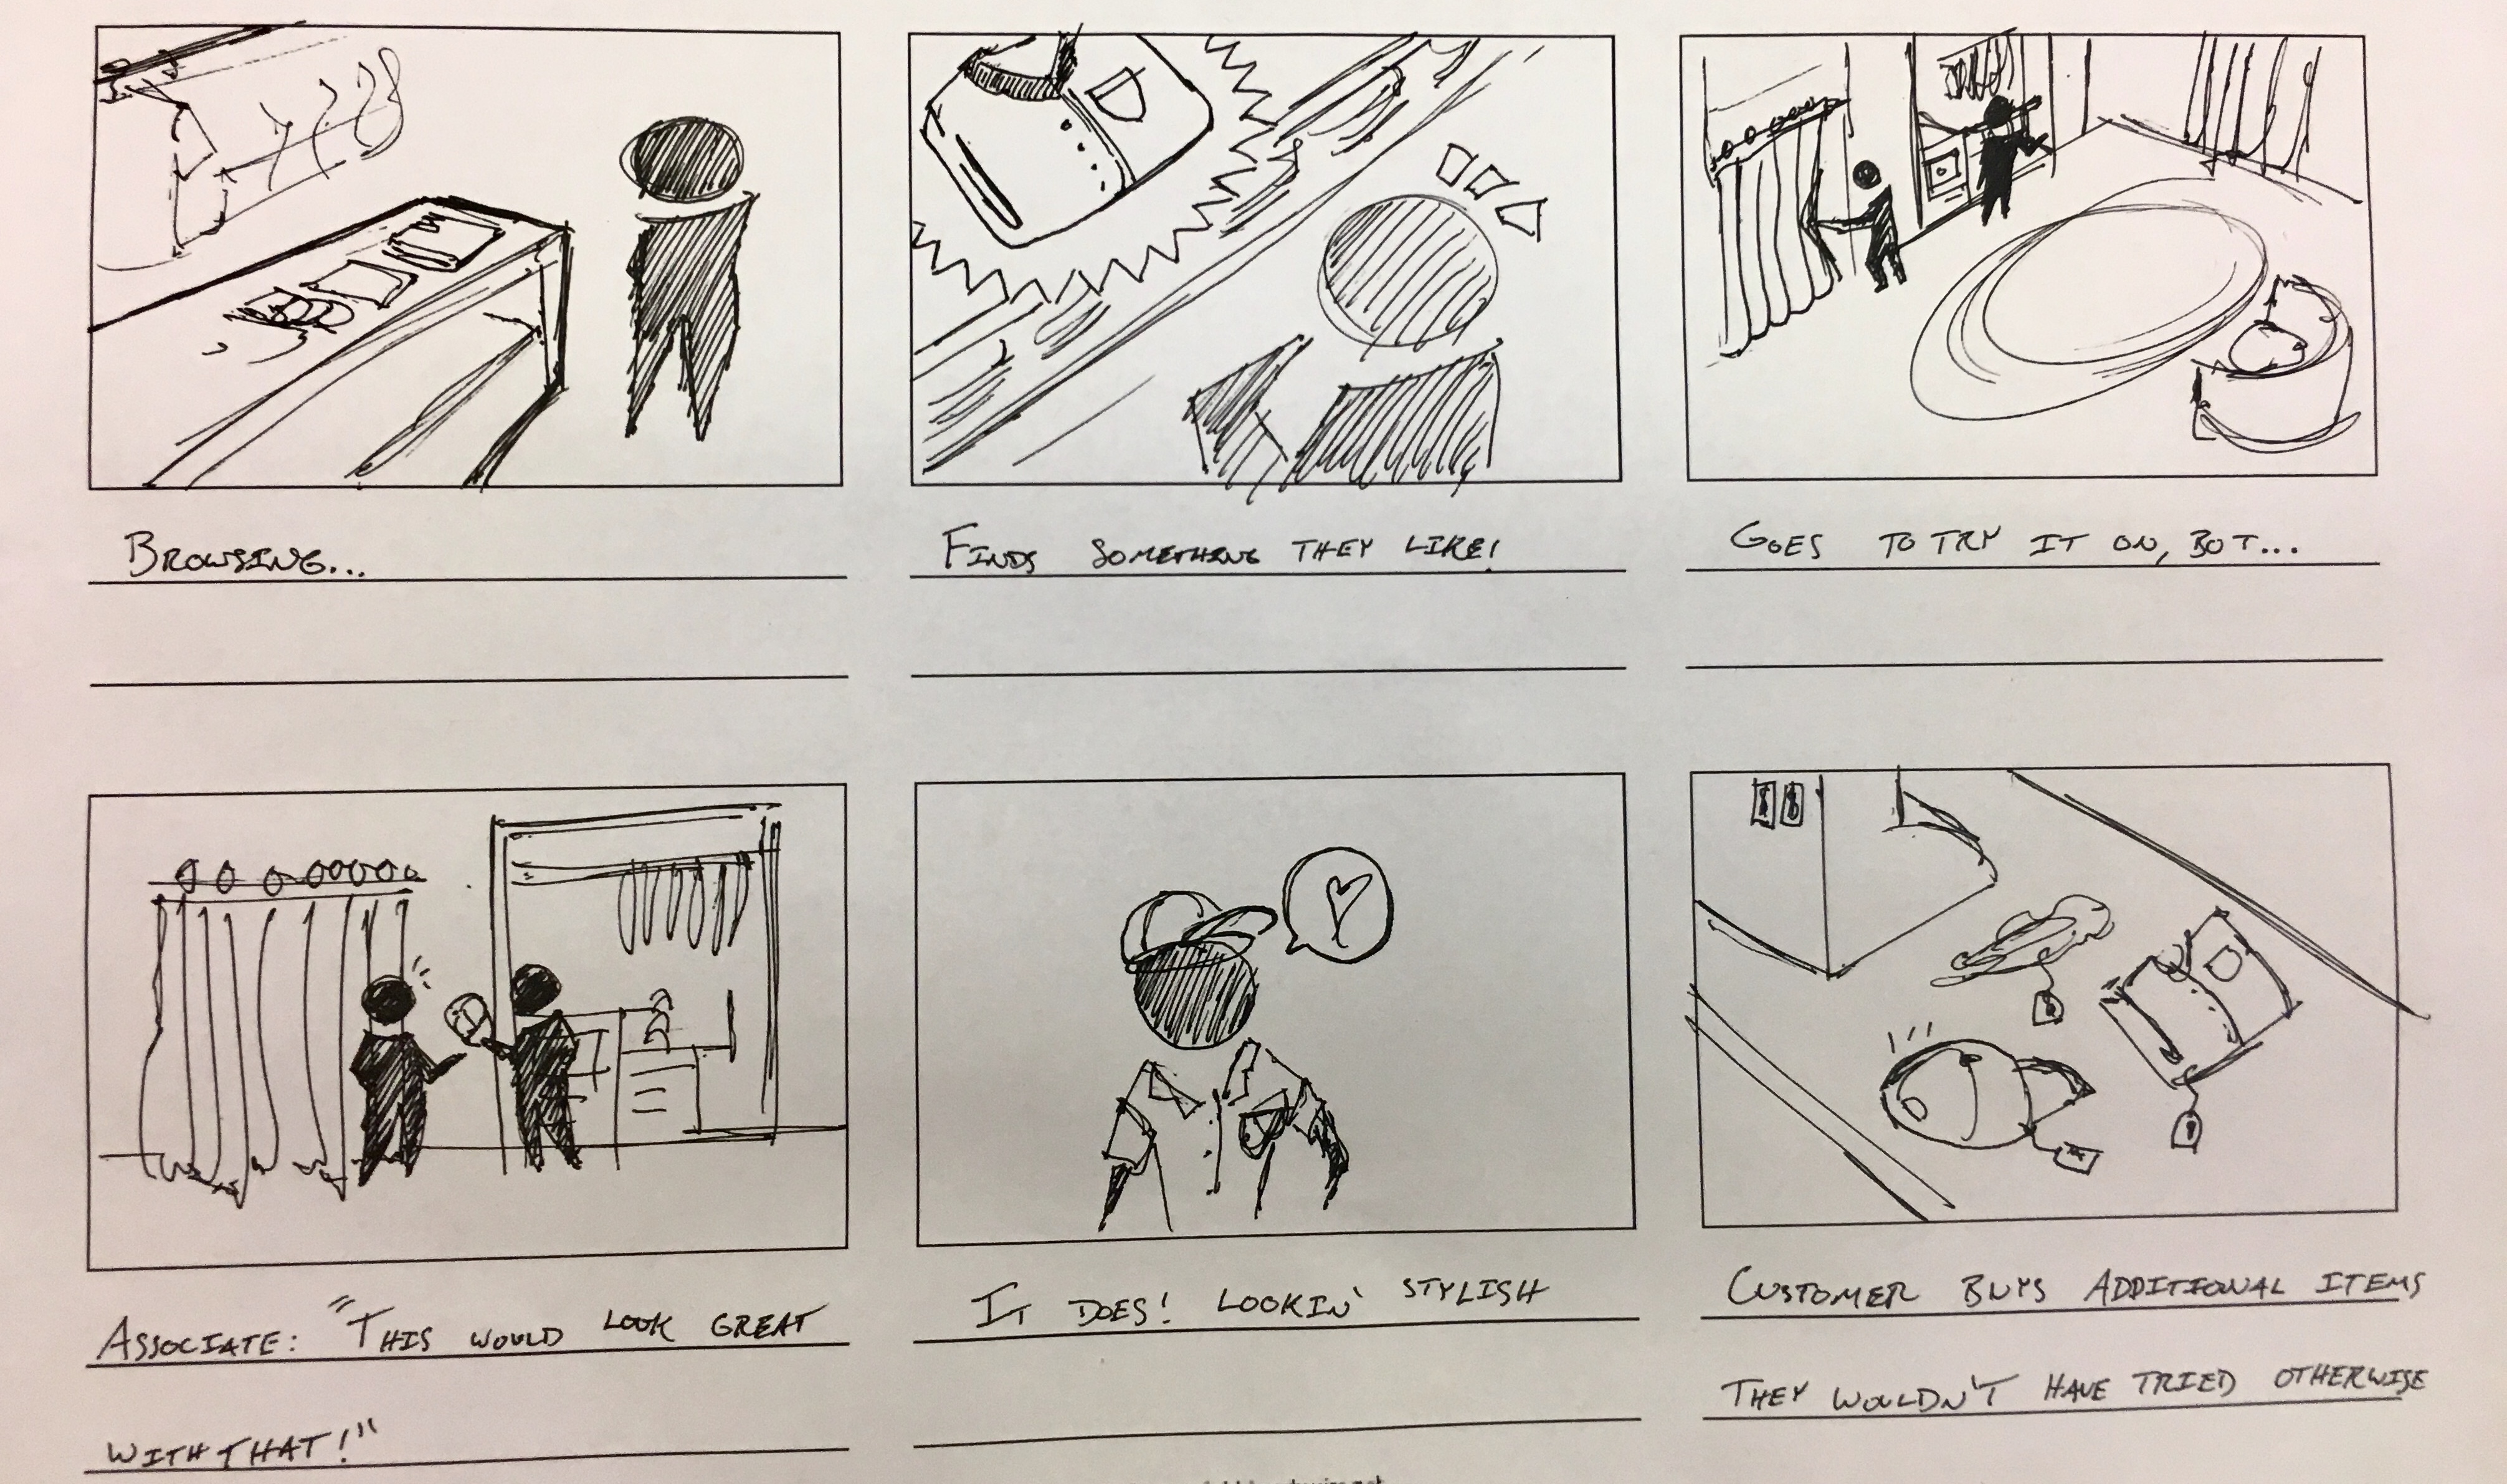 BROWSING...
FINDS SOMETHING THEY LIKE!
GOES TO TRY IT ON, BUT...
ASSOCIATE: "THIS WOULD LOOK GREAT
WITH THAT!"
IT DOES! LOOKIN' STYLISH
CUSTOMER BUYS ADDITIONAL ITEMS
THEY WOULDN'T HAVE TRIED OTHERWISE